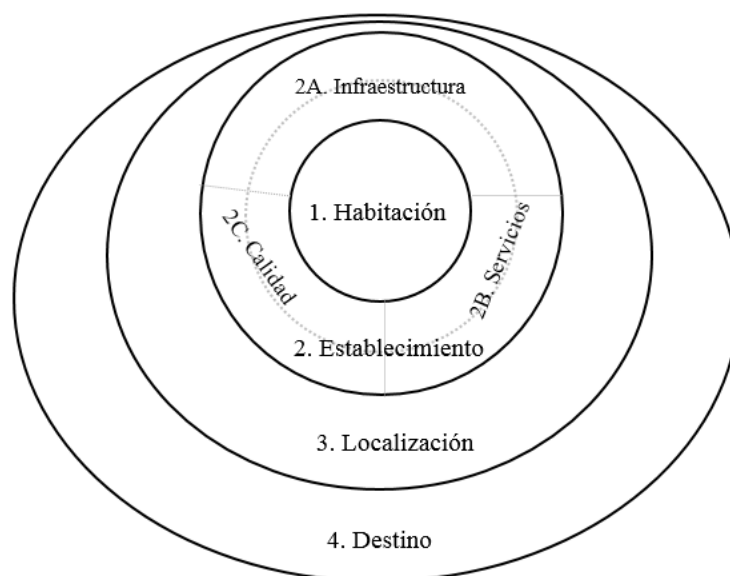 2A. Infraestructura
1. Habitación
2C. Calidad
2B. Servicios
2. Establecimiento
3. Localización
4. Destino